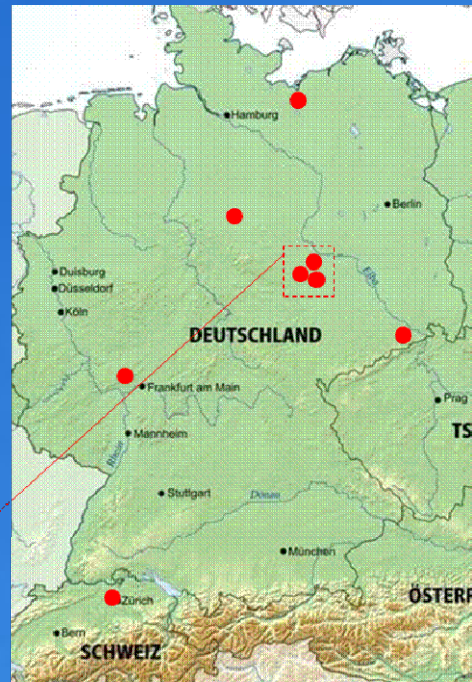 Hamburg
Berlin
Elbe
Duisburg
Düsseldorf
Köln
DEUTSCHLAND
Frankfurt am Main
Prag
TS
Mannheim
Rhein
Stuttgart
Donau
München
Zürich
ÖSTERR
Bern
SCHWEIZ